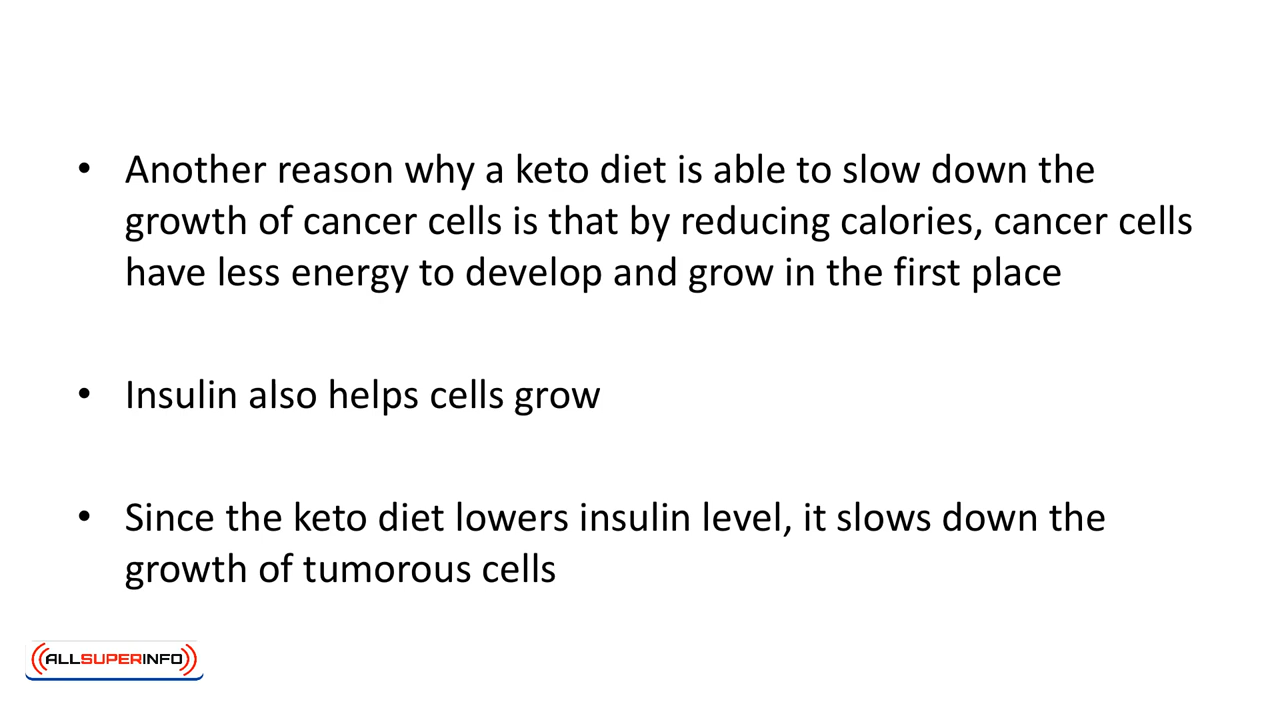 • Another reason why a keto diet is able to slow down the
growth of cancer cells is that by reducing calories, cancer cells
have less energy to develop and grow in the first place
• Insulin also helps cells grow
• Since the keto diet lowers insulin level, it slows down the
growth of tumorous cells
ALLSUPERINFO